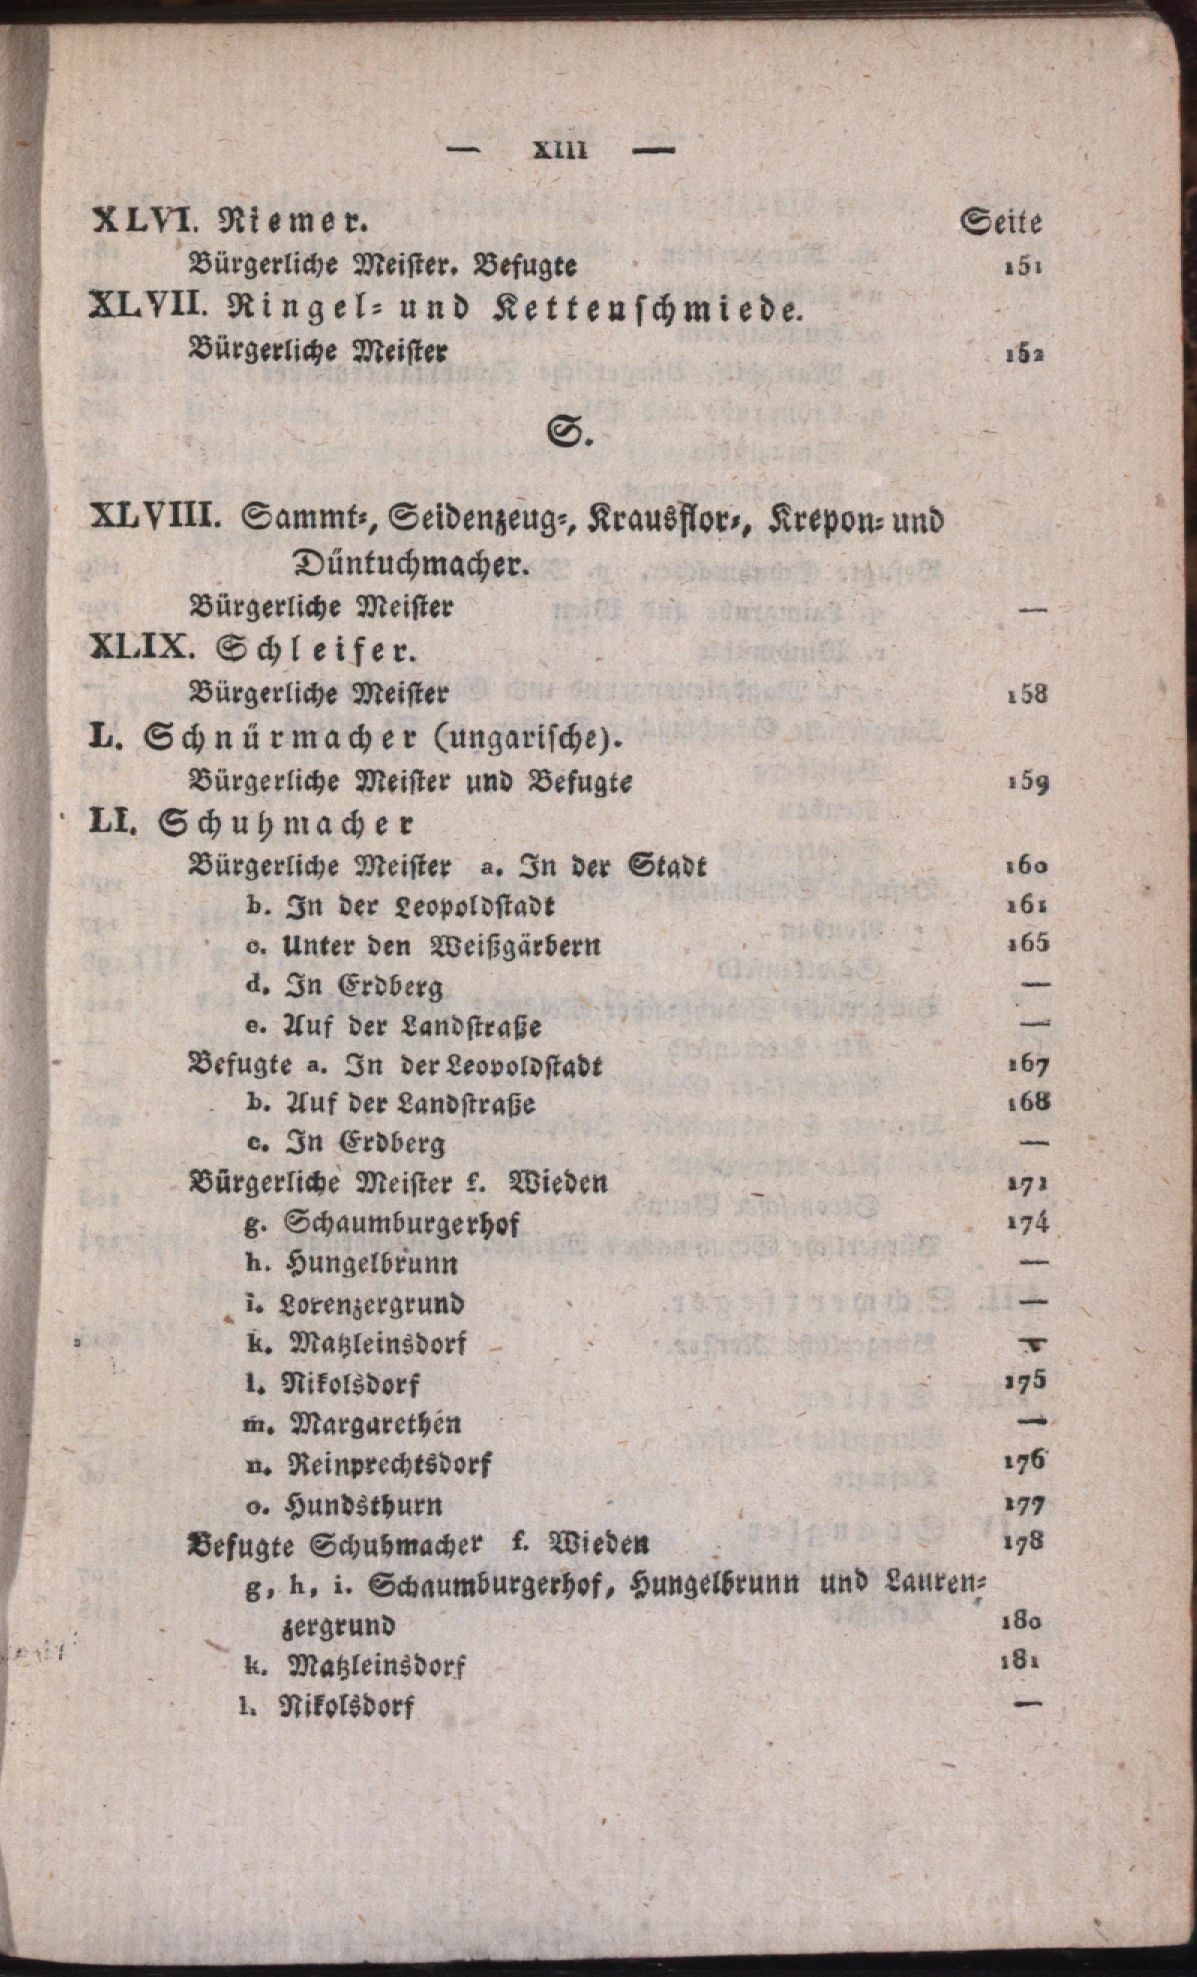 — XIII —
XLVI. Riemer. Seite
Bürgerliche Meister. Befugte 151
XLVII. Ringel- und Kettenschmiede.
Bürgerliche Meister 152
S.
XLVIII. Sammt-, Seidenzeug-, Krausflor-, Krepon- und
Düntuchmacher.
Bürgerliche Meister —
XLIX. Schleifer.
Bürgerliche Meister 158
L. Schnürmacher (ungarische).
Bürgerliche Meister und Befugte 159
LI. Schuhmacher
Bürgerliche Meister a. In der Stadt 160
b. In der Leopoldstadt 161
c. Unter den Weißgärbern 165
d. In Erdberg —
e. Auf der Landstraße —
Befugte a. In der Leopoldstadt 167
b. Auf der Landstraße 168
c. In Erdberg —
Bürgerliche Meister f. Wieden 171
g. Schaumburgerhof 174
h. Hungelbrunn —
i. Lorenzergrund —
k. Matzleinsdorf —
l. Nikolsdorf 175
m. Margarethen —
n. Reinprechtsdorf 176
o. Hundsthurn 177
Befugte Schuhmacher f. Wieden 178
g, h, i. Schaumburgerhof, Hungelbrunn und Lauren-
zergrund 180
k. Matzleinsdorf 181
l. Nikolsdorf —